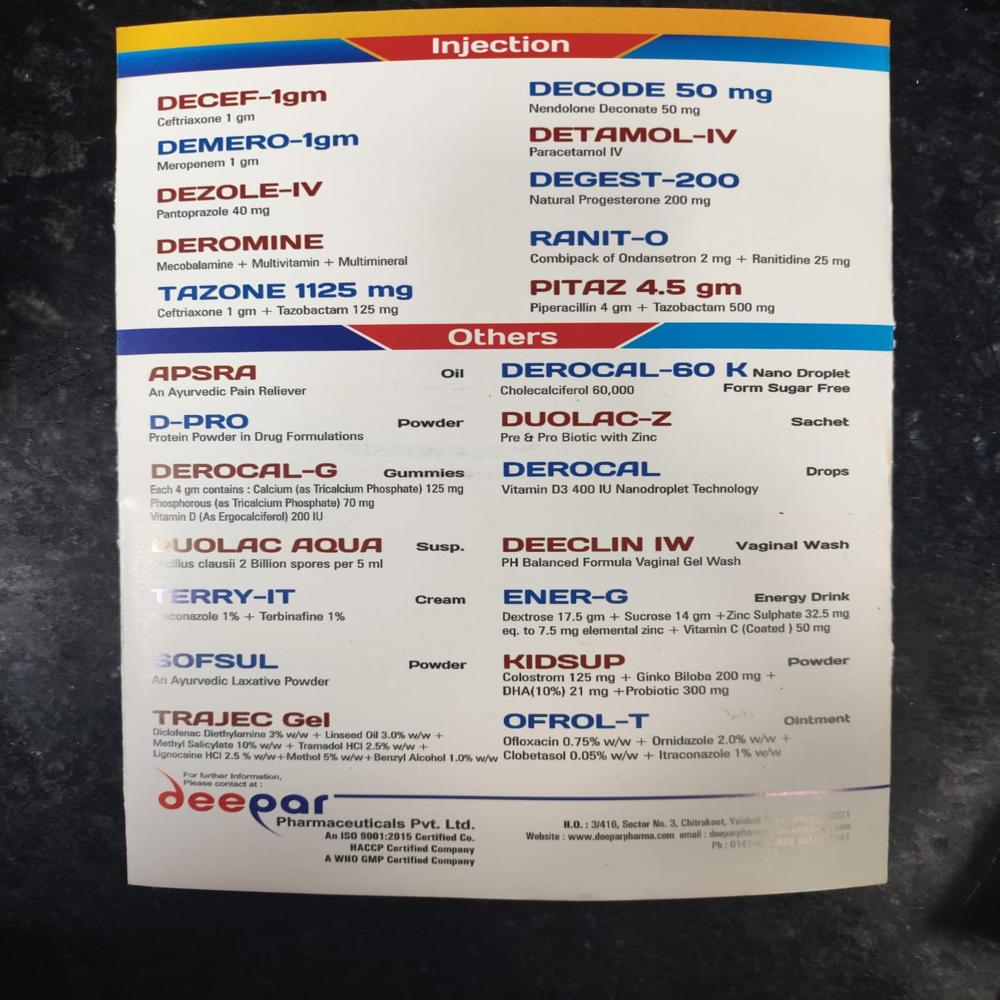 Injection
DECEF-1gm
Ceftriaxone 1 gm
DEMERO-1gm
Meropenem 1 gm
DEZOLE-IV
Pantoprazole 40 mg
DEROMINE
Mecobalamine + Multivitamin + Multimineral
TAZONE 1125 mg
Ceftriaxone 1 gm + Tazobactam 125 mg
DECODE 50 mg
Nendolone Deconate 50 mg
DETAMOL-IV
Paracetamol IV
DEGEST-200
Natural Progesterone 200 mg
RANIT-O
Combipack of Ondansetron 2 mg + Ranitidine 25 mg
PITAZ 4.5 gm
Piperacillin 4 gm + Tazobactam 500 mg
Others
APSRA Oil
An Ayurvedic Pain Reliever
D-PRO Powder
Protein Powder in Drug Formulations
DEROCAL-G Gummies
Each 4 gm contains : Calcium (as Tricalcium Phosphate) 125 mg
Phosphorous (as Tricalcium Phosphate) 70 mg
Vitamin D (As Ergocalciferol) 200 IU
DUOLAC AQUA Susp.
clausii 2 Billion spores per 5 ml
TERRY-IT Cream
1% + Terbinafine 1%
SOFSUL Powder
An Ayurvedic Laxative Powder
TRAJEC Gel
Diclofenac Diethylamine 3% w/w + Linseed Oil 3.0% w/w +
Methyl Salicylate 10% w/w + Tramadol HCl 2.5% w/w +
Lignocaine HCl 2.5 % w/w+Methol 5% w/w+Benzyl Alcohol 1.0% w/w
DEROCAL-60 K Nano Droplet
Cholecalciferol 60,000 Form Sugar Free
DUOLAC-Z Sachet
Pre & Pro Biotic with Zinc
DEROCAL Drops
Vitamin D3 400 IU Nanodroplet Technology
DEECLIN IW Vaginal Wash
PH Balanced Formula Vaginal Gel Wash
ENER-G Energy Drink
Dextrose 17.5 gm + Sucrose 14 gm +Zinc Sulphate 32.5 mg
eq. to 7.5 mg elemental zinc + Vitamin C (Coated ) 50 mg
KIDSUP Powder
Colostrom 125 mg + Ginko Biloba 200 mg +
DHA(10%) 21 mg +Probiotic 300 mg
OFROL-T Ointment
Ofloxacin 0.75% w/w + Ornidazole 2.0% w/w +
Clobetasol 0.05% w/w + Itraconazole 1% w/w
For further Information,
Please contact at :
deepar
Pharmaceuticals Pvt. Ltd.
An ISO 9001:2015 Certified Co.
HACCP Certified Company
A WHO GMP Certified Company
H.O. : 3/416, Sector No. 3, Chitrakoot,
Website : www.deeparpharma.com email :
Ph :